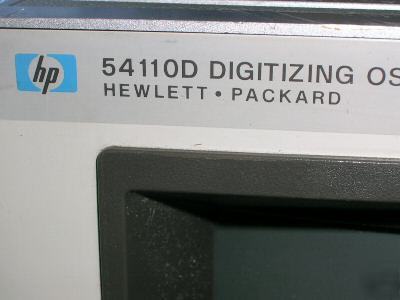 hp 54110D DIGITIZING OS
HEWLETT • PACKARD